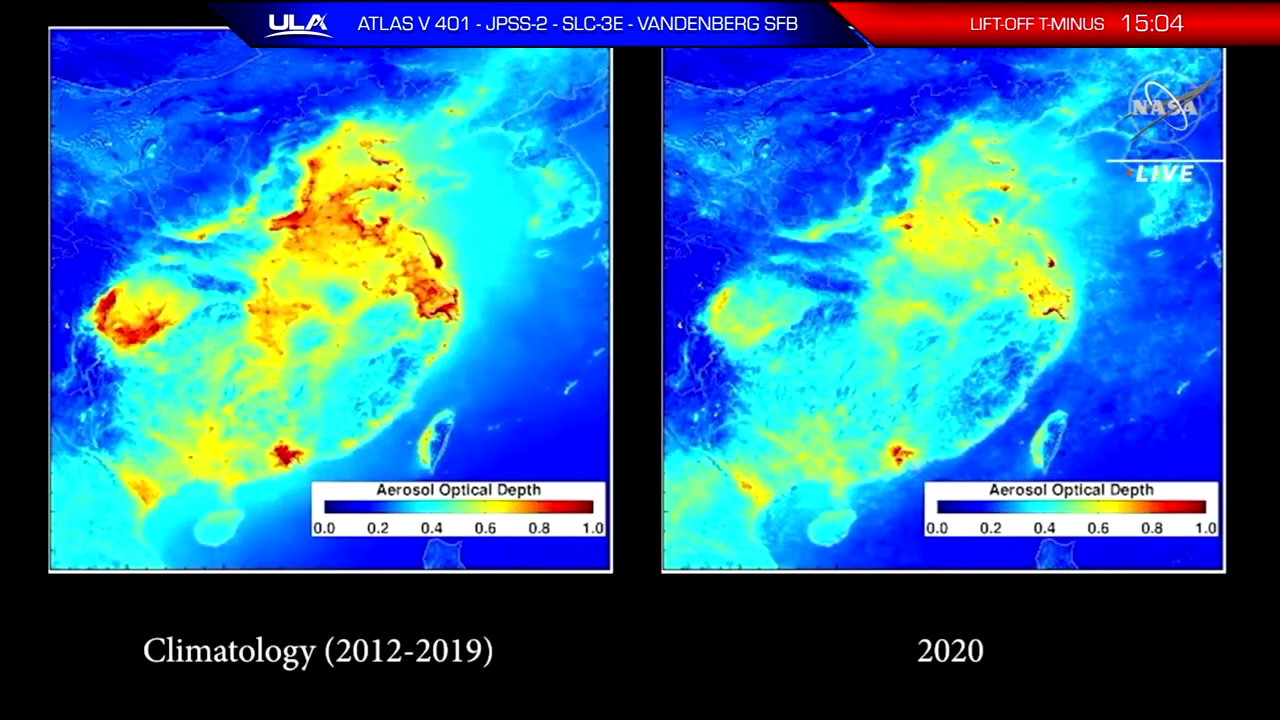 ULA ATLAS V 401 - JPSS-2 - SLC-3E - VANDENBERG SFB LIFT-OFF T-MINUS 15:04
NASA
LIVE
Aerosol Optical Depth
0.0 0.2 0.4 0.6 0.8 1.0
Aerosol Optical Depth
0.0 0.2 0.4 0.6 0.8 1.0
Climatology (2012-2019)
2020